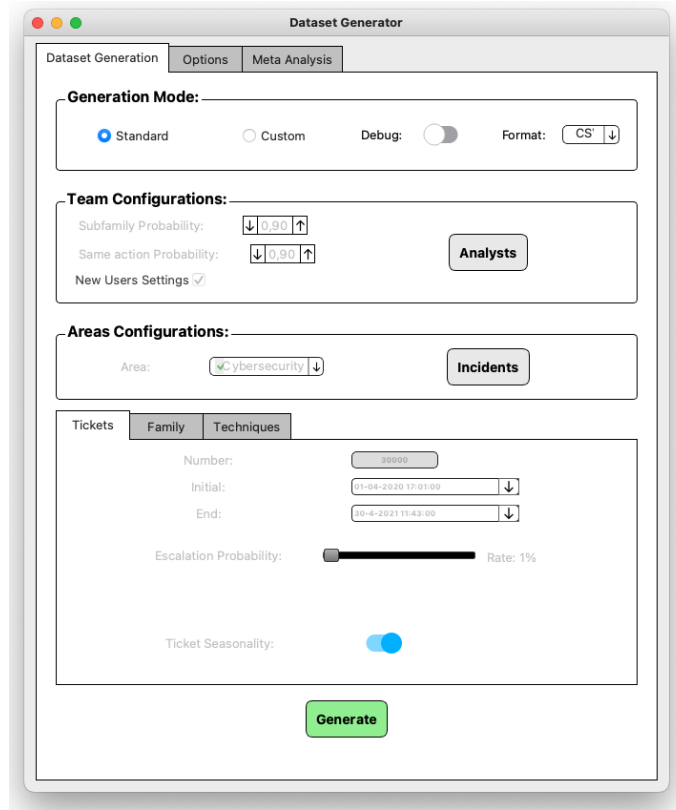 Dataset Generator
Dataset Generation Options Meta Analysis
Generation Mode:
Standard Custom Debug: Format: CS'
Team Configurations:
Subfamily Probability: 0,90
Same action Probability: 0,90
Analysts
New Users Settings
Areas Configurations:
Area: Cybersecurity Incidents
Tickets Family Techniques
Number: 30000
Initial: 01-04-2020 17:01:00
End: 30-4-2021 11:43:00
Escalation Probability: Rate: 1%
Ticket Seasonality:
Generate